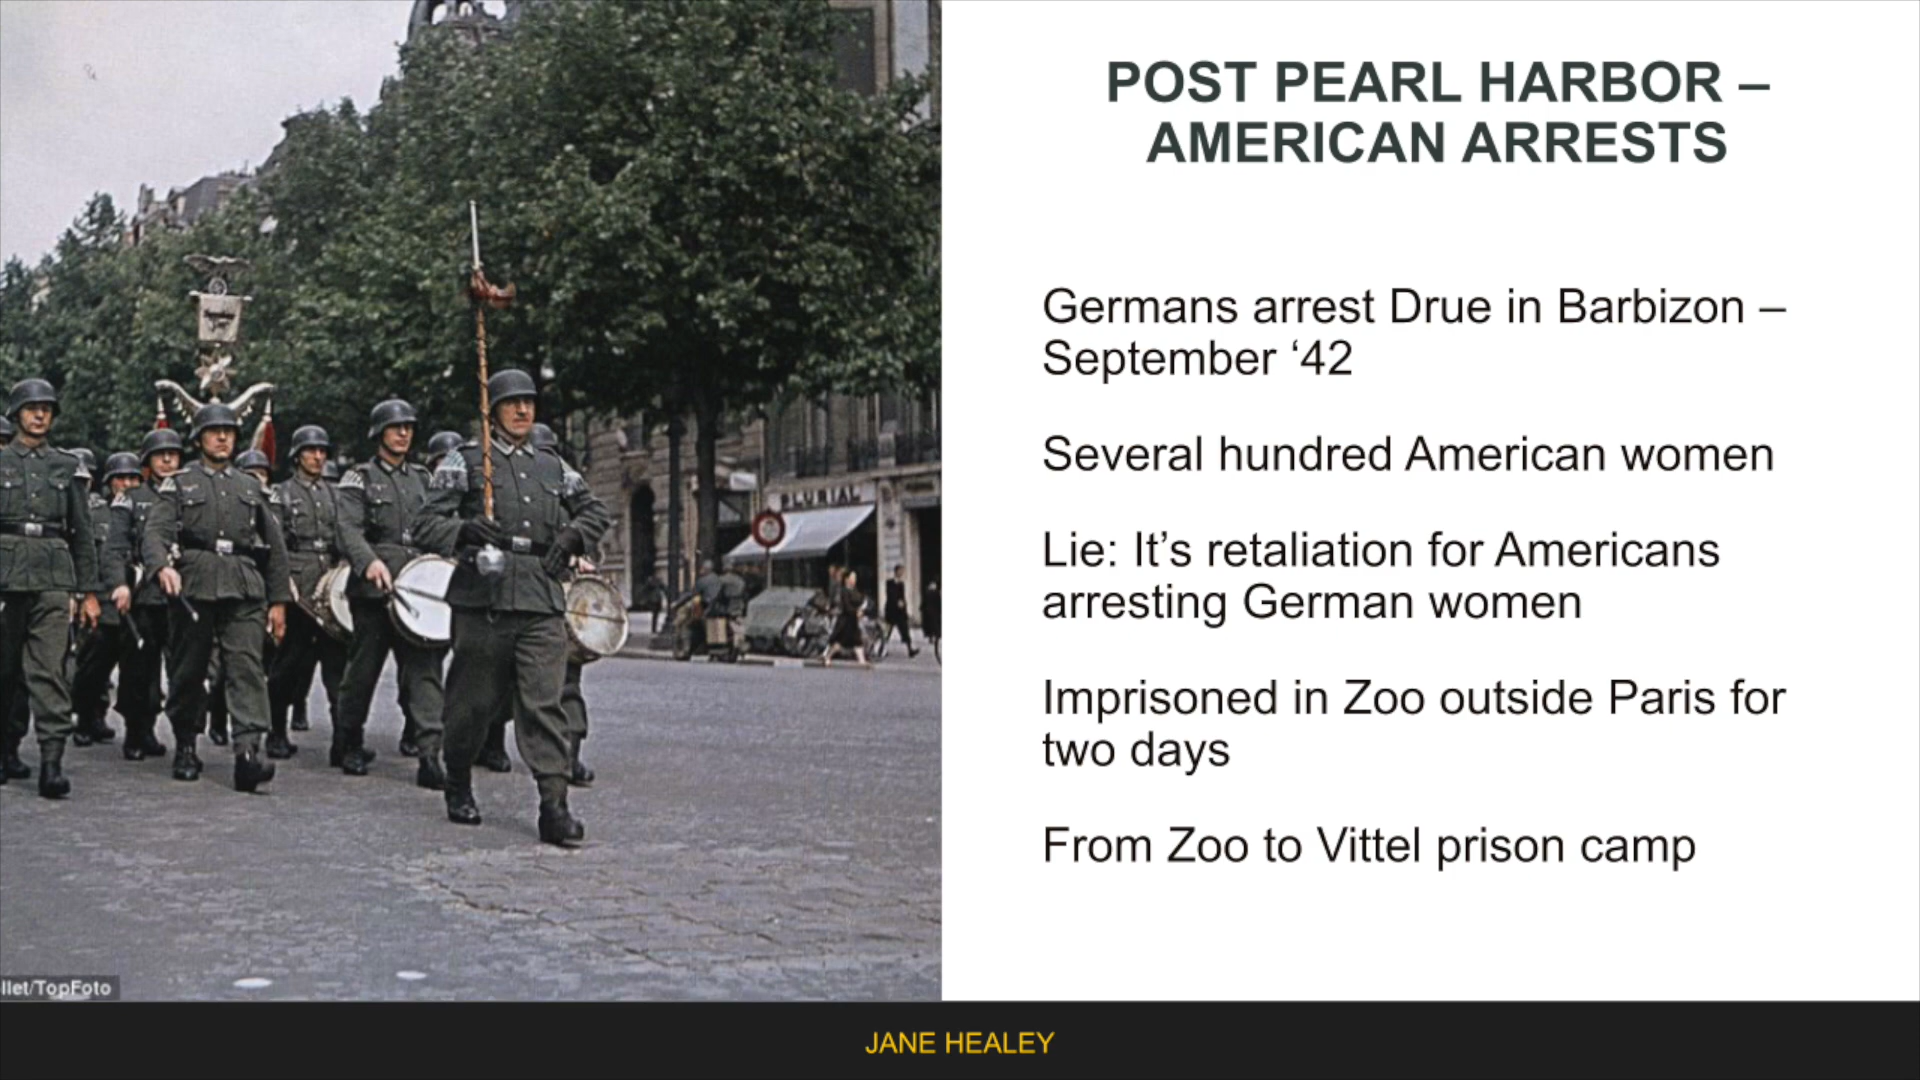 POST PEARL HARBOR –
AMERICAN ARRESTS
Germans arrest Drue in Barbizon –
September ‘42
Several hundred American women
Lie: It’s retaliation for Americans
arresting German women
Imprisoned in Zoo outside Paris for
two days
From Zoo to Vittel prison camp
PLUBIAL
llet/TopFoto
JANE HEALEY